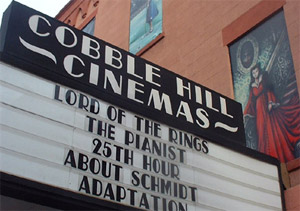 COBBLE HILL
CINEMAS
LORD OF THE RINGS
THE PIANIST
25TH HOUR
ABOUT SCHMIDT
ADAPTATION